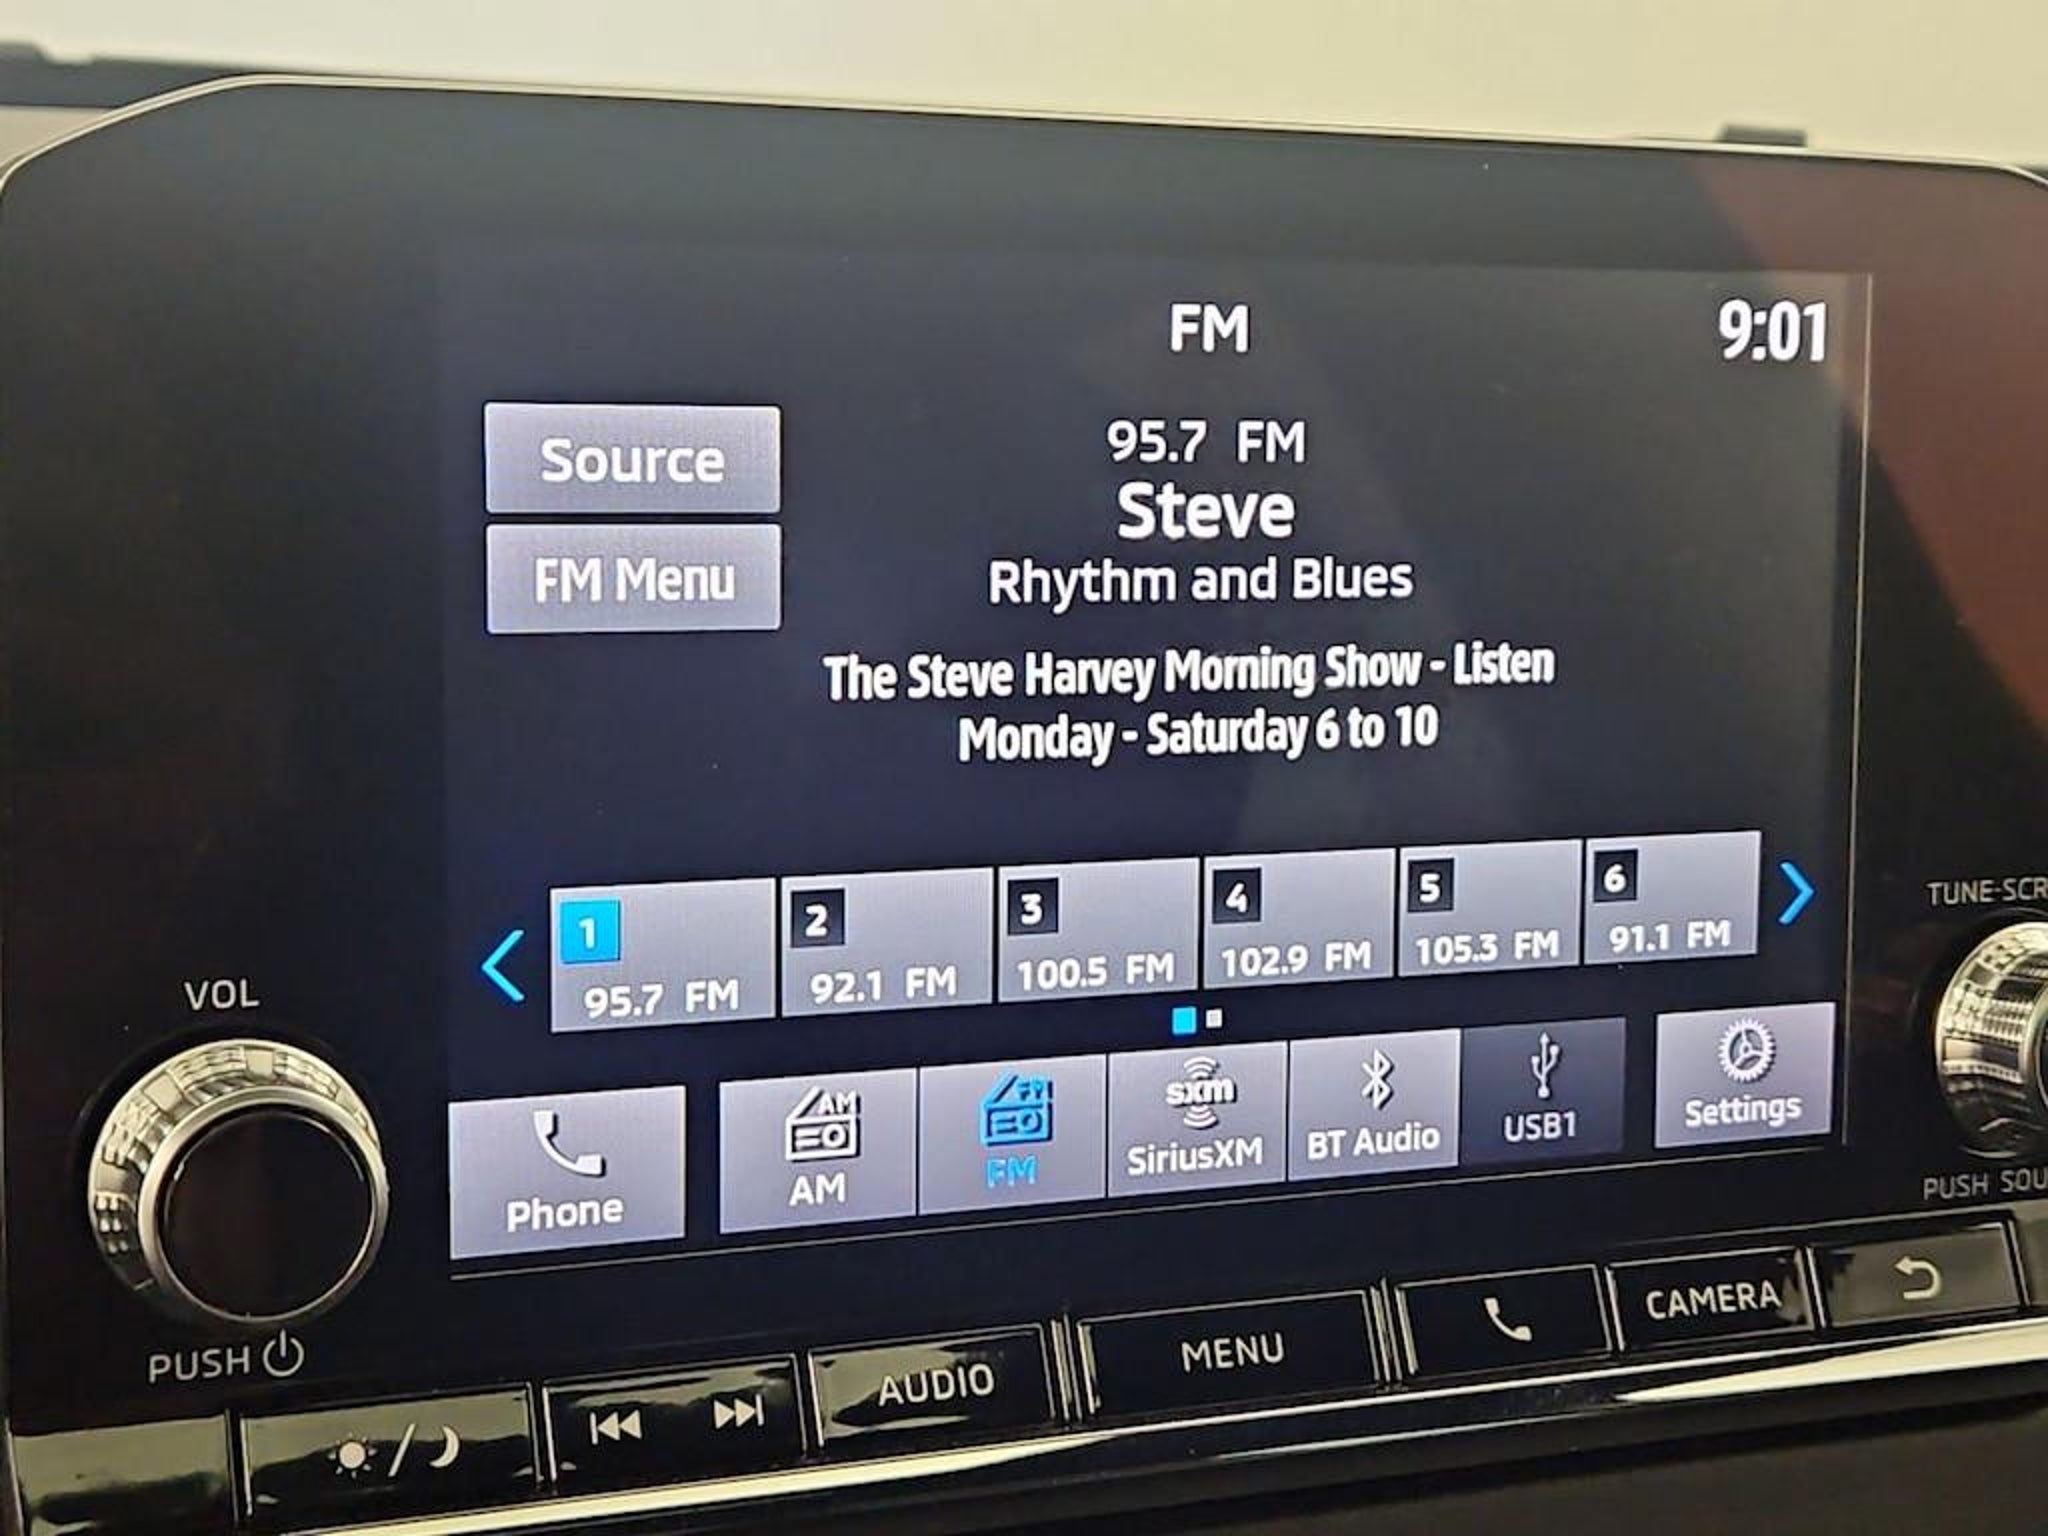 FM
9:01
Source
95.7 FM
Steve
FM Menu
Rhythm and Blues
The Steve Harvey Morning Show - Listen
Monday - Saturday 6 to 10
1
2
3
4
5
6
95.7 FM
92.1 FM
100.5 FM
102.9 FM
105.3 FM
91.1 FM
VOL
TUNE-SCR
Phone
AM
AM
FM
FM
sxm
SiriusXM
BT Audio
USB1
Settings
PUSH
PUSH SOU
AUDIO
MENU
CAMERA